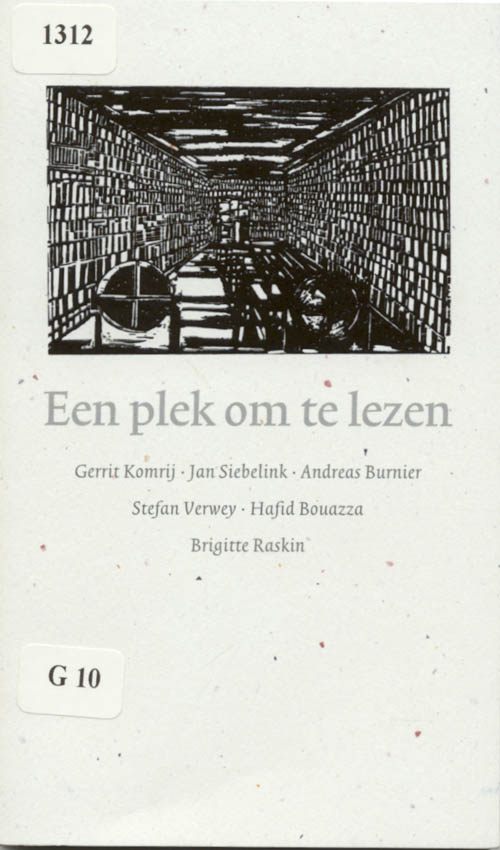 1312
Een plek om te lezen
Gerrit Komrij · Jan Siebelink · Andreas Burnier
Stefan Verwey · Hafid Bouazza
Brigitte Raskin
G 10